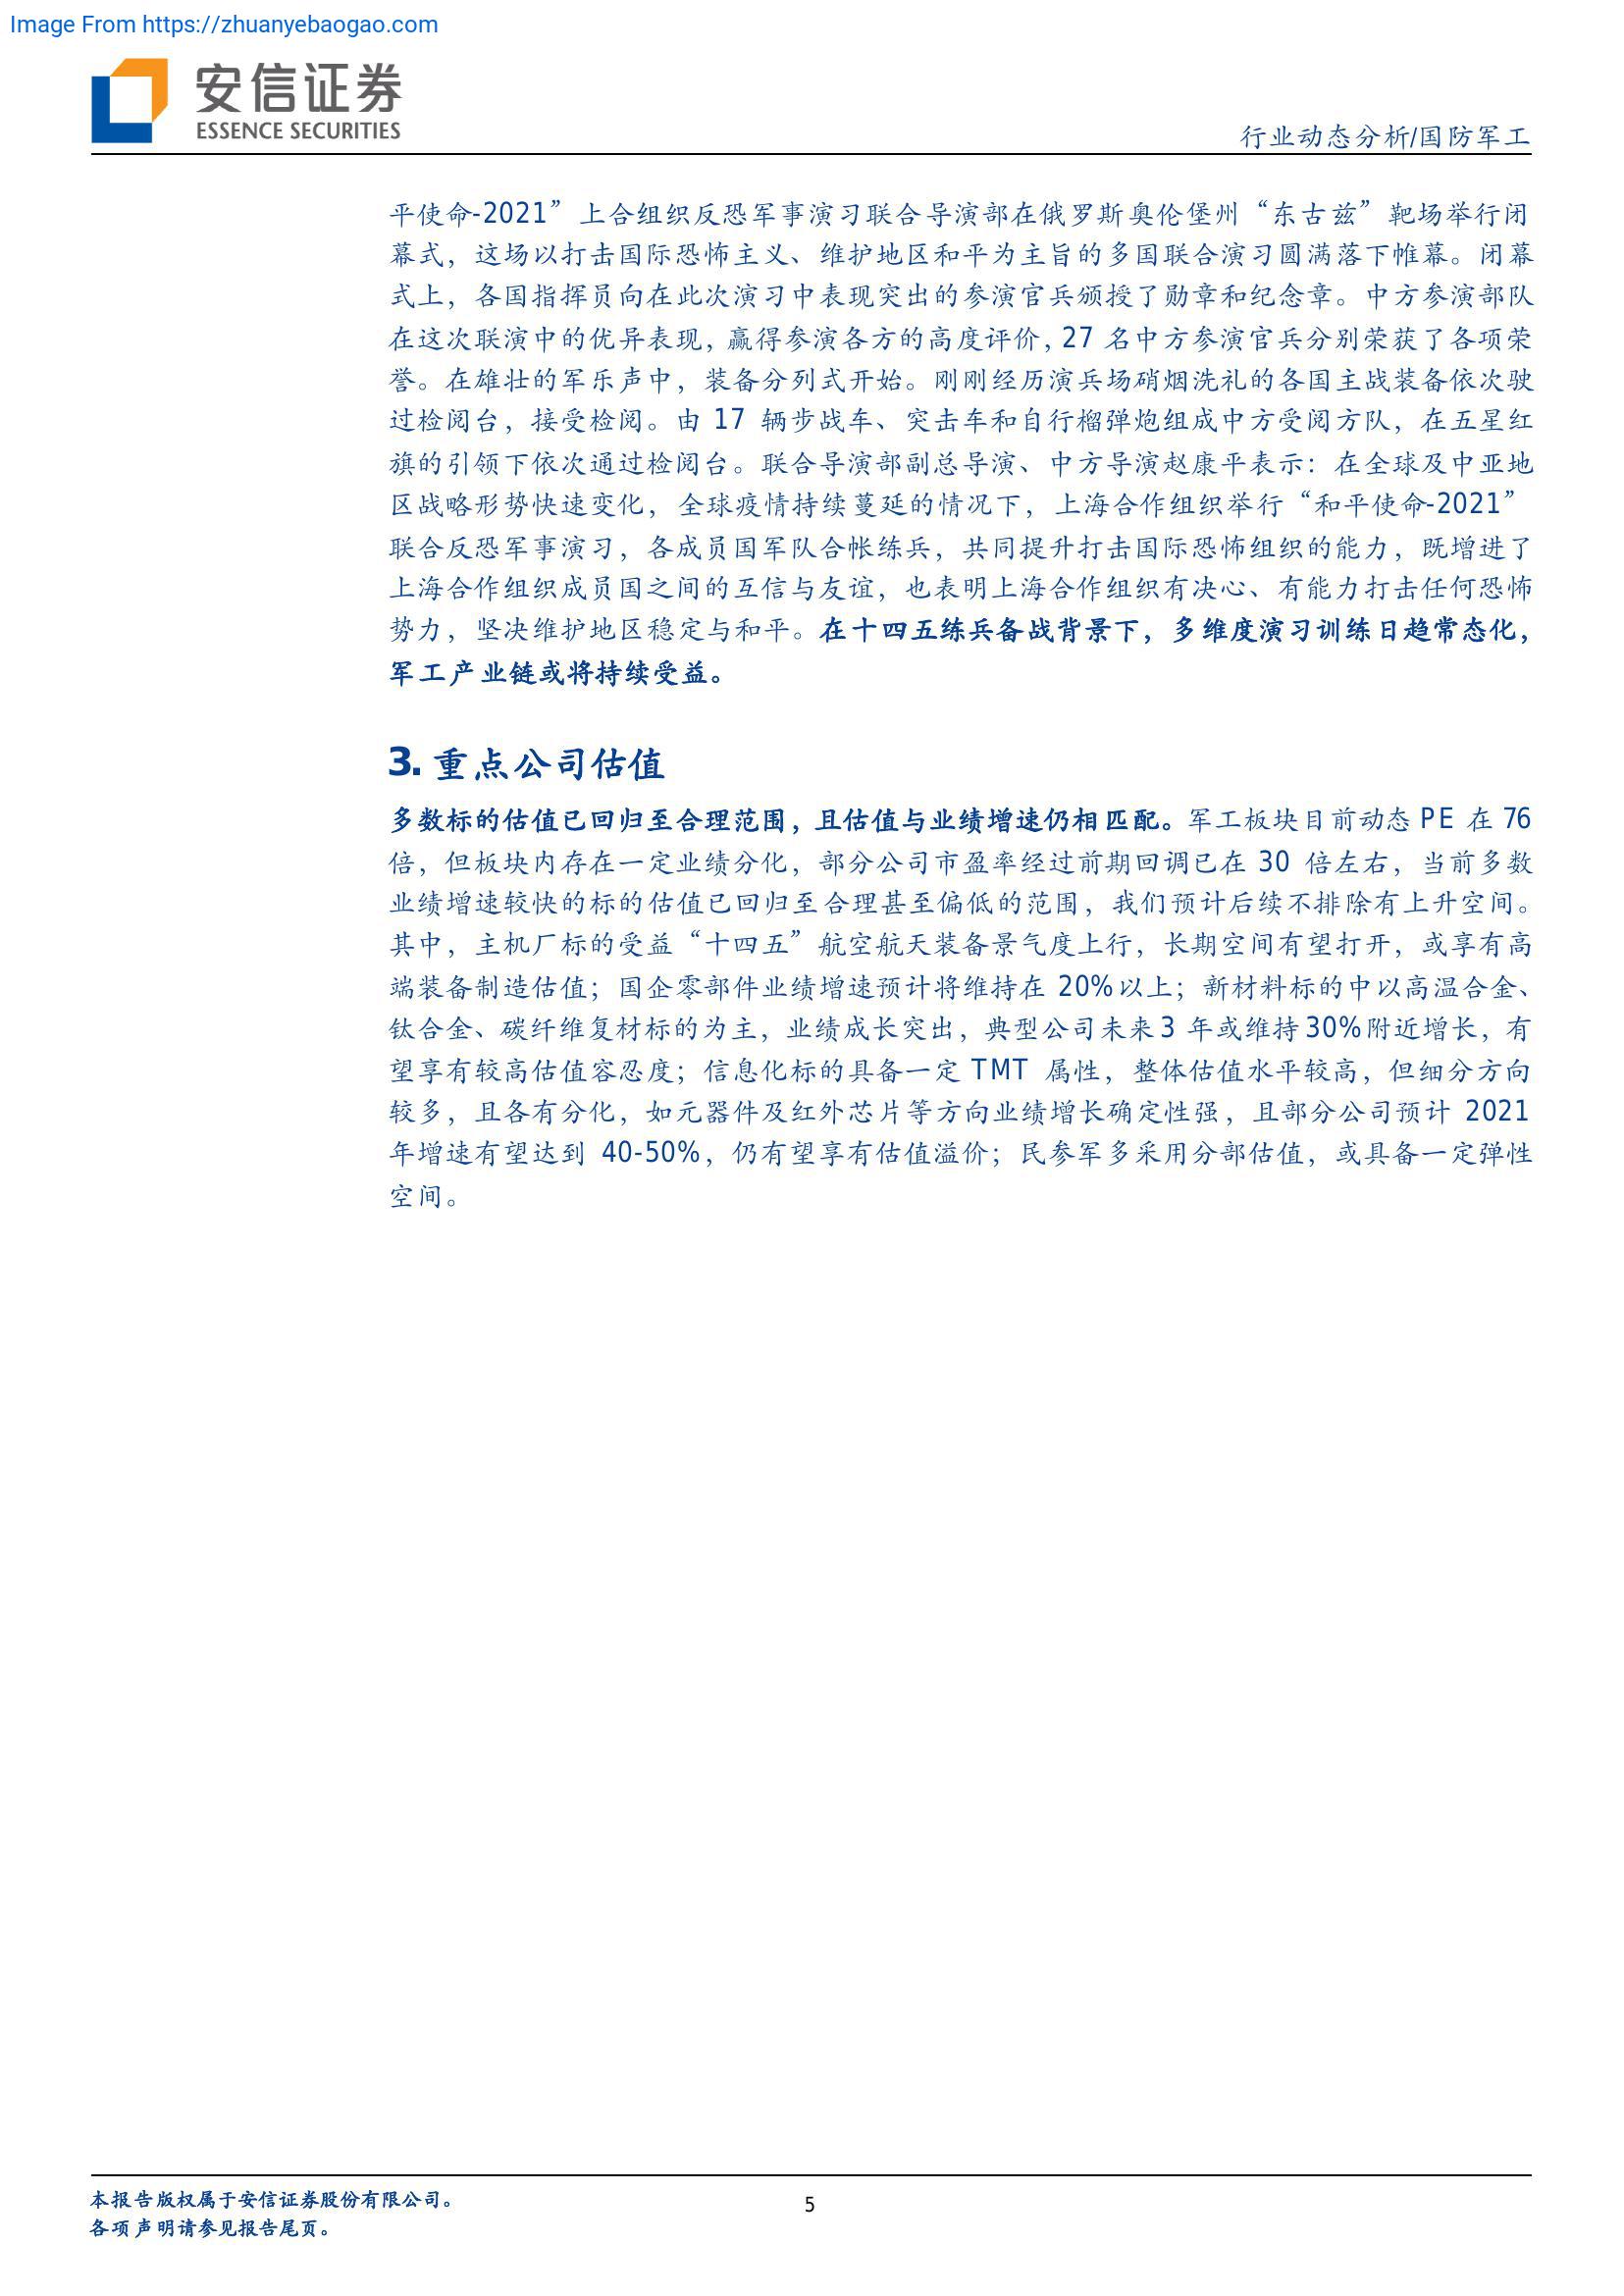 Image From https://zhuanyebaogao.com
安信证券
ESSENCE SECURITIES
行业动态分析/国防军工
平使命-2021”上合组织反恐军事演习联合导演部在俄罗斯奥伦堡州“东古兹”靶场举行闭
幕式，这场以打击国际恐怖主义、维护地区和平为主旨的多国联合演习圆满落下帷幕。闭幕
式上，各国指挥员向在此次演习中表现突出的参演官兵颁授了勋章和纪念章。中方参演部队
在这次联演中的优异表现，赢得参演各方的高度评价，27 名中方参演官兵分别荣获了各项荣
誉。在雄壮的军乐声中，装备分列式开始。刚刚经历演兵场硝烟洗礼的各国主战装备依次驶
过检阅台，接受检阅。由 17 辆步战车、突击车和自行榴弹炮组成中方受阅方队，在五星红
旗的引领下依次通过检阅台。联合导演部副总导演、中方导演赵康平表示：在全球及中亚地
区战略形势快速变化，全球疫情持续蔓延的情况下，上海合作组织举行“和平使命-2021”
联合反恐军事演习，各成员国军队合帐练兵，共同提升打击国际恐怖组织的能力，既增进了
上海合作组织成员国之间的互信与友谊，也表明上海合作组织有决心、有能力打击任何恐怖
势力，坚决维护地区稳定与和平。在十四五练兵备战背景下，多维度演习训练日趋常态化，
军工产业链或将持续受益。
3. 重点公司估值
多数标的估值已回归至合理范围，且估值与业绩增速仍相匹配。军工板块目前动态 PE 在 76
倍，但板块内存在一定业绩分化，部分公司市盈率经过前期回调已在 30 倍左右，当前多数
业绩增速较快的标的估值已回归至合理甚至偏低的范围，我们预计后续不排除有上升空间。
其中，主机厂标的受益“十四五”航空航天装备景气度上行，长期空间有望打开，或享有高
端装备制造估值；国企零部件业绩增速预计将维持在 20%以上；新材料标的中以高温合金、
钛合金、碳纤维复材标的为主，业绩成长突出，典型公司未来 3 年或维持 30%附近增长，有
望享有较高估值容忍度；信息化标的具备一定 TMT 属性，整体估值水平较高，但细分方向
较多，且各有分化，如元器件及红外芯片等方向业绩增长确定性强，且部分公司预计 2021
年增速有望达到 40-50%，仍有望享有估值溢价；民参军多采用分部估值，或具备一定弹性
空间。
本报告版权属于安信证券股份有限公司。
各项声明请参见报告尾页。
5